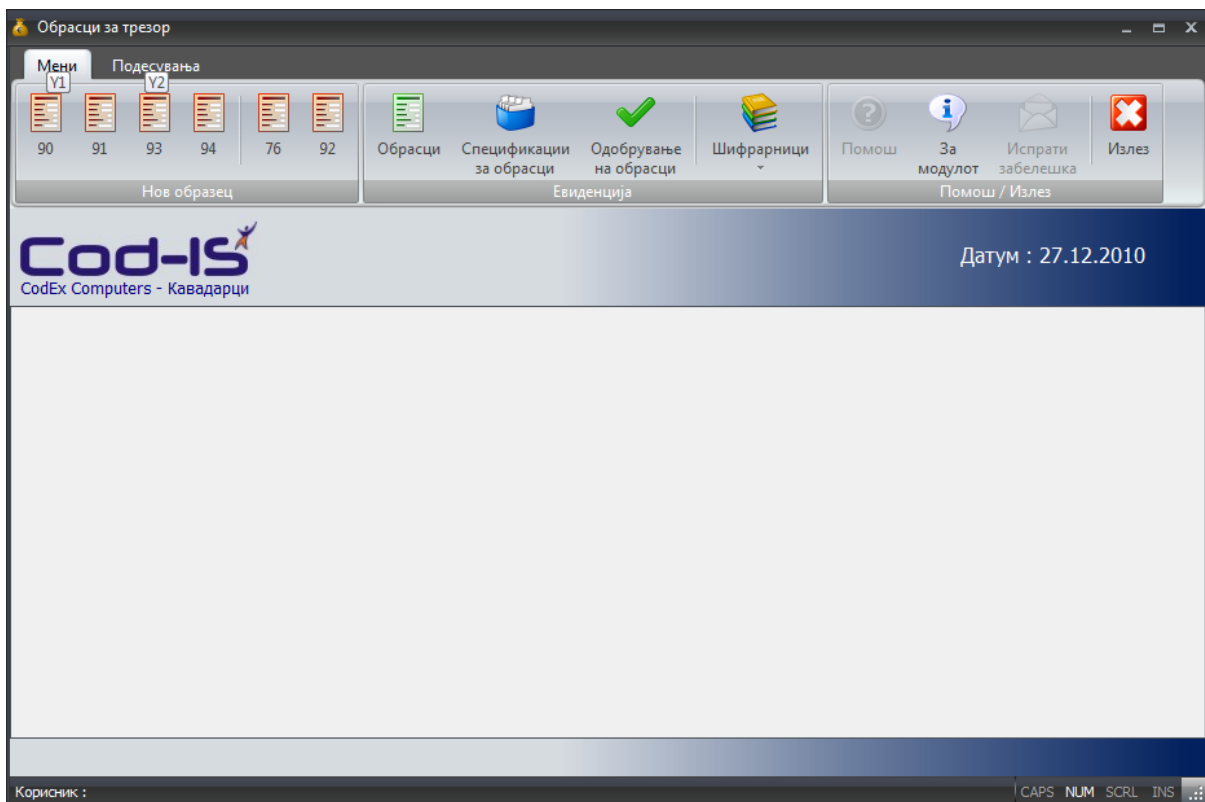 Обрасци за трезор
Мени Подесувања
Y1 Y2
90 91 93 94 76 92 Обрасци Спецификации за обрасци Одобрување на обрасци Шифрарници Помош За модулот Испрати забелешка Излез
Нов образец Евиденција Помош / Излез
Cod-IS
CodEx Computers - Кавадарци
Датум : 27.12.2010
Корисник :
CAPS NUM SCRL INS